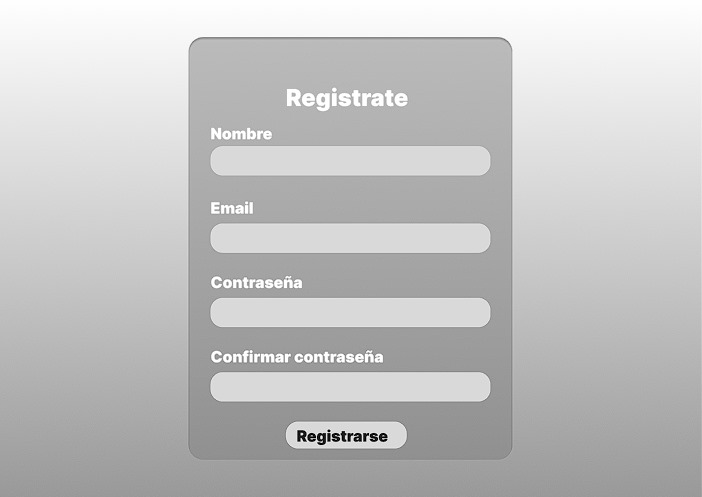 Registrate
Nombre
Email
Contraseña
Confirmar contraseña
Registrarse